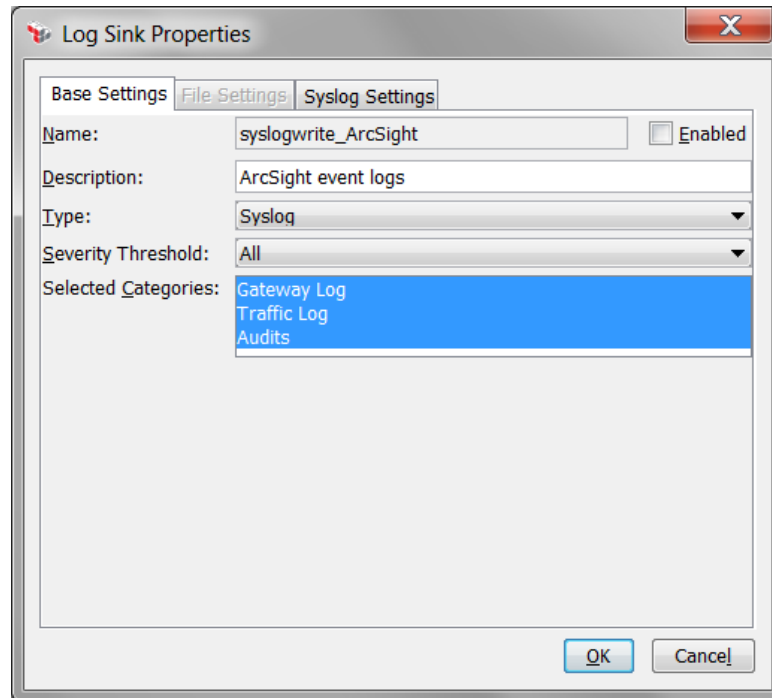 Log Sink Properties
Base Settings File Settings Syslog Settings
Name: syslogwrite_ArcSight Enabled
Description: ArcSight event logs
Type: Syslog
Severity Threshold: All
Selected Categories: Gateway Log
Traffic Log
Audits
OK Cancel